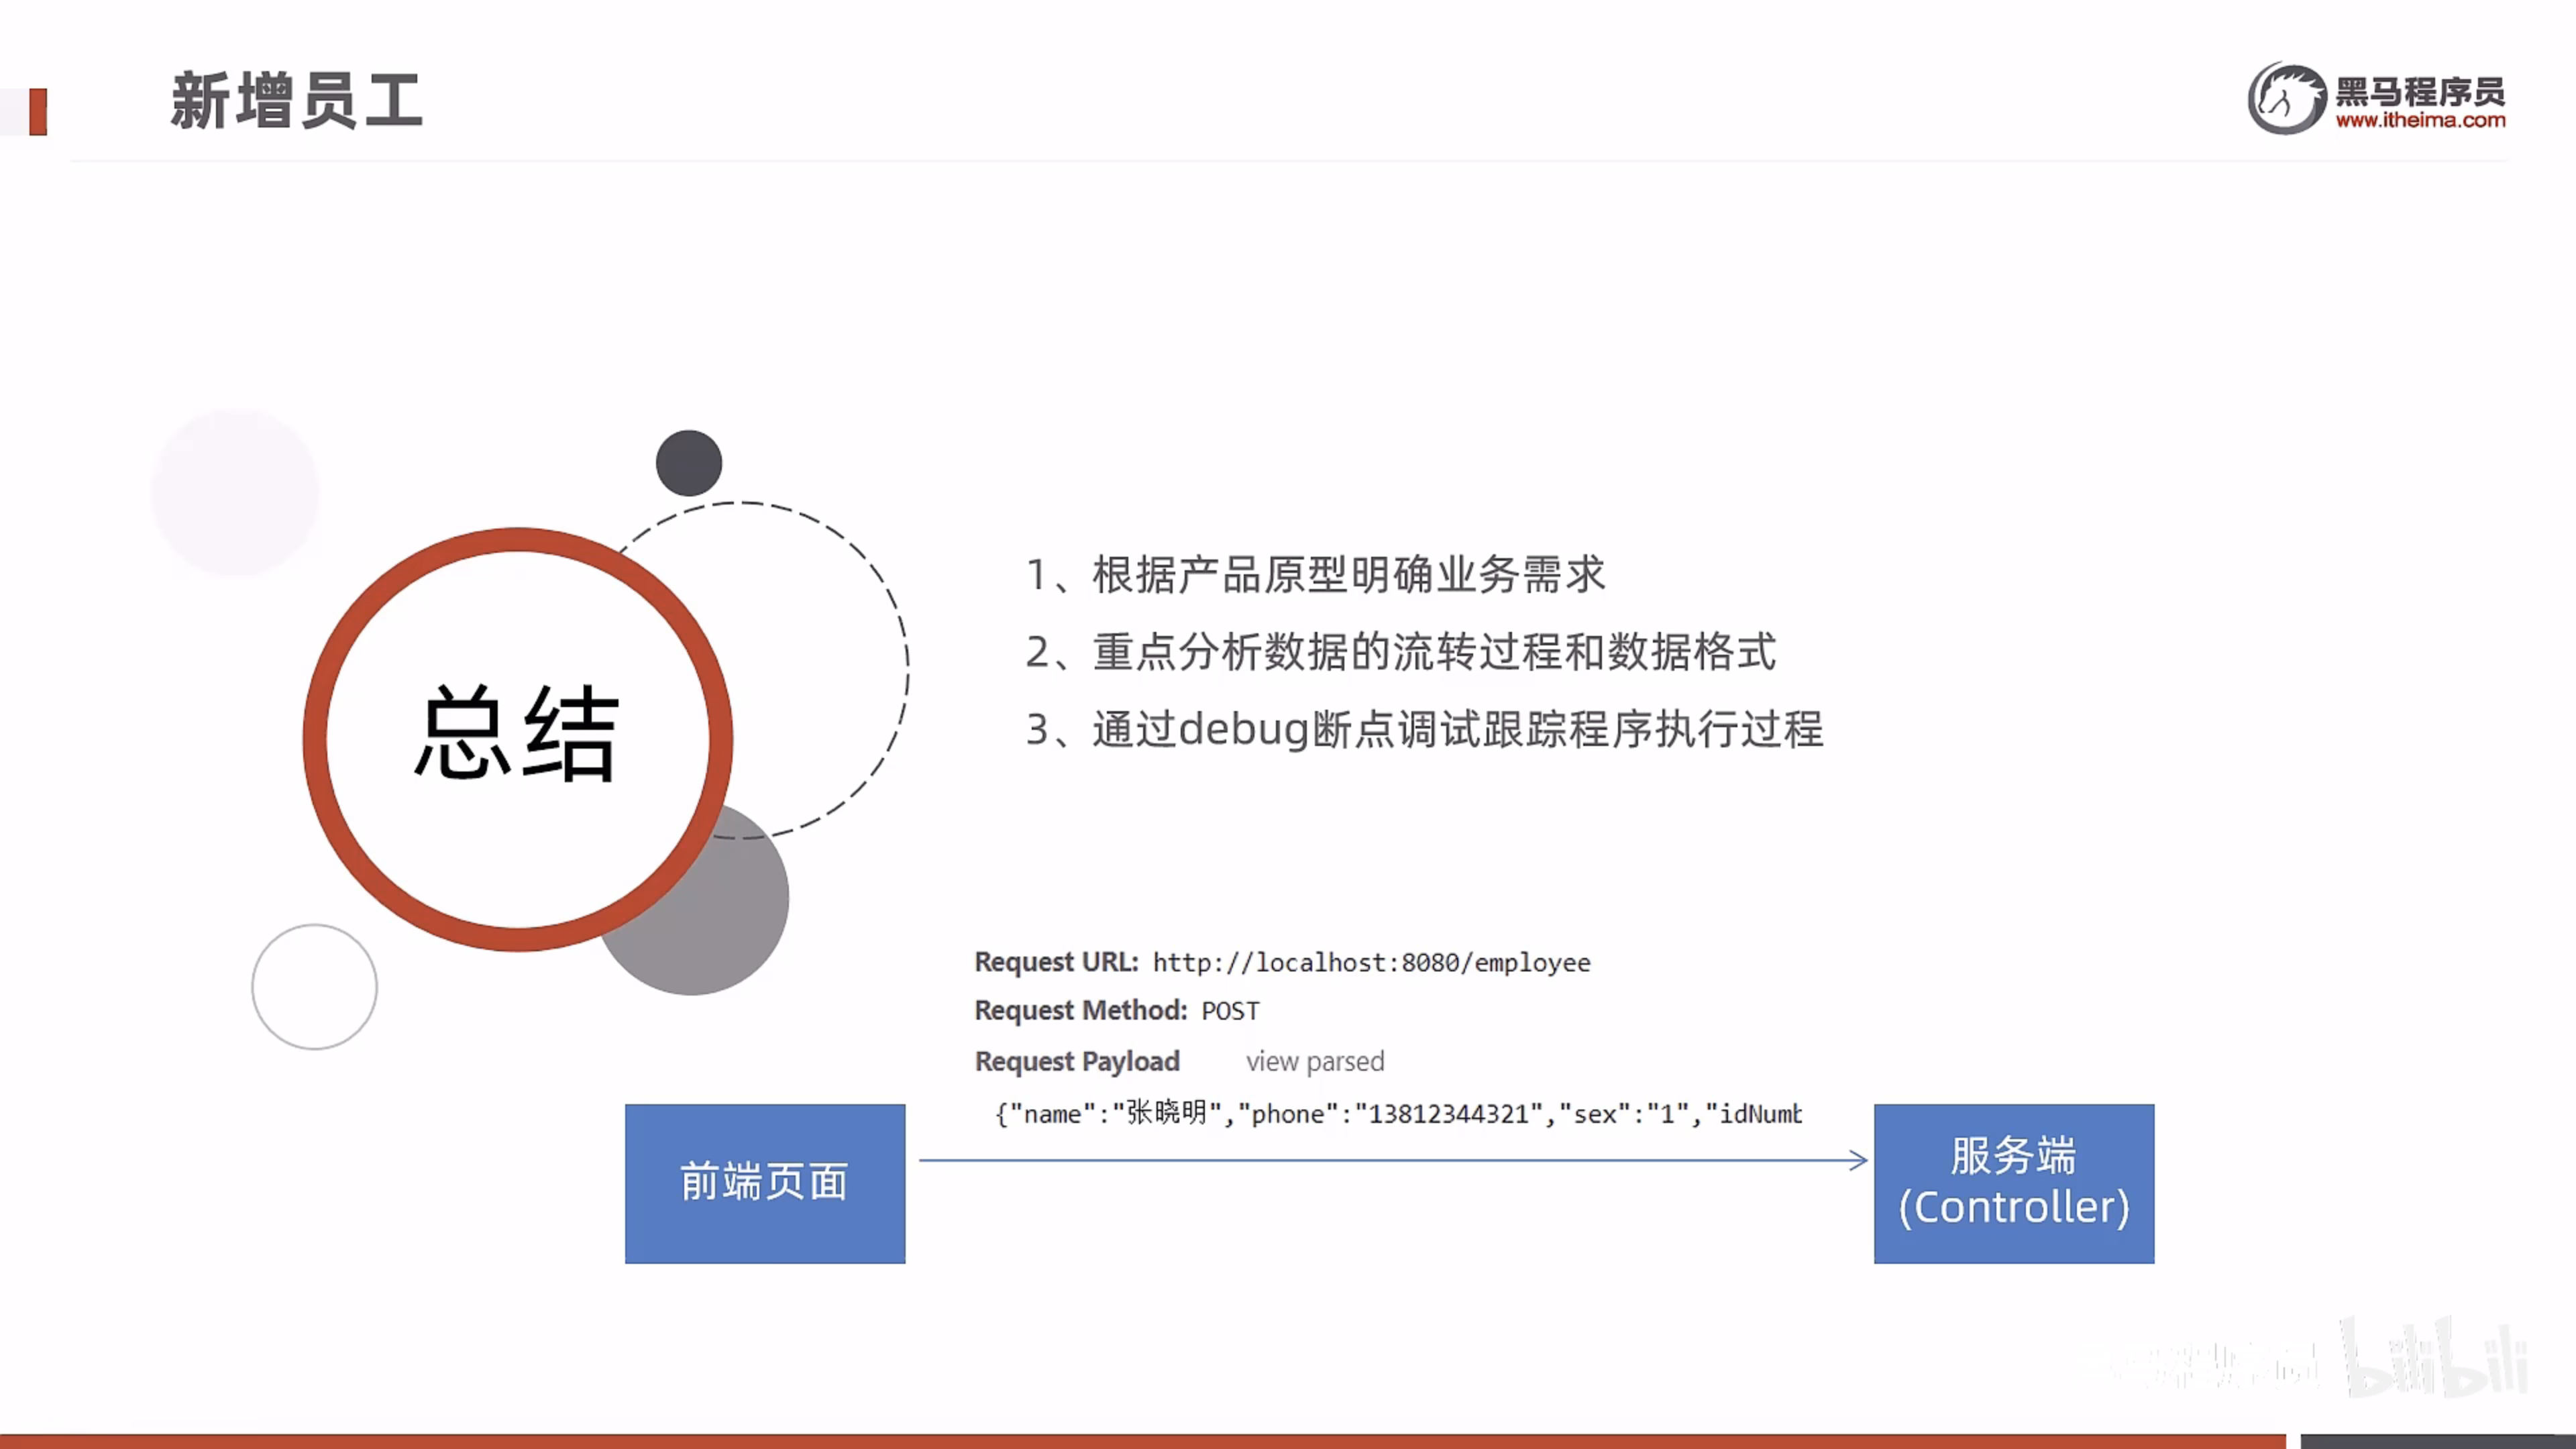 新增员工
黑马程序员
www.itheima.com
总结
1、根据产品原型明确业务需求
2、重点分析数据的流转过程和数据格式
3、通过debug断点调试跟踪程序执行过程
Request URL: http://localhost:8080/employee
Request Method: POST
Request Payload view parsed
{"name":"张晓明","phone":"13812344321","sex":"1","idNumb
前端页面
服务端
(Controller)
bilibili